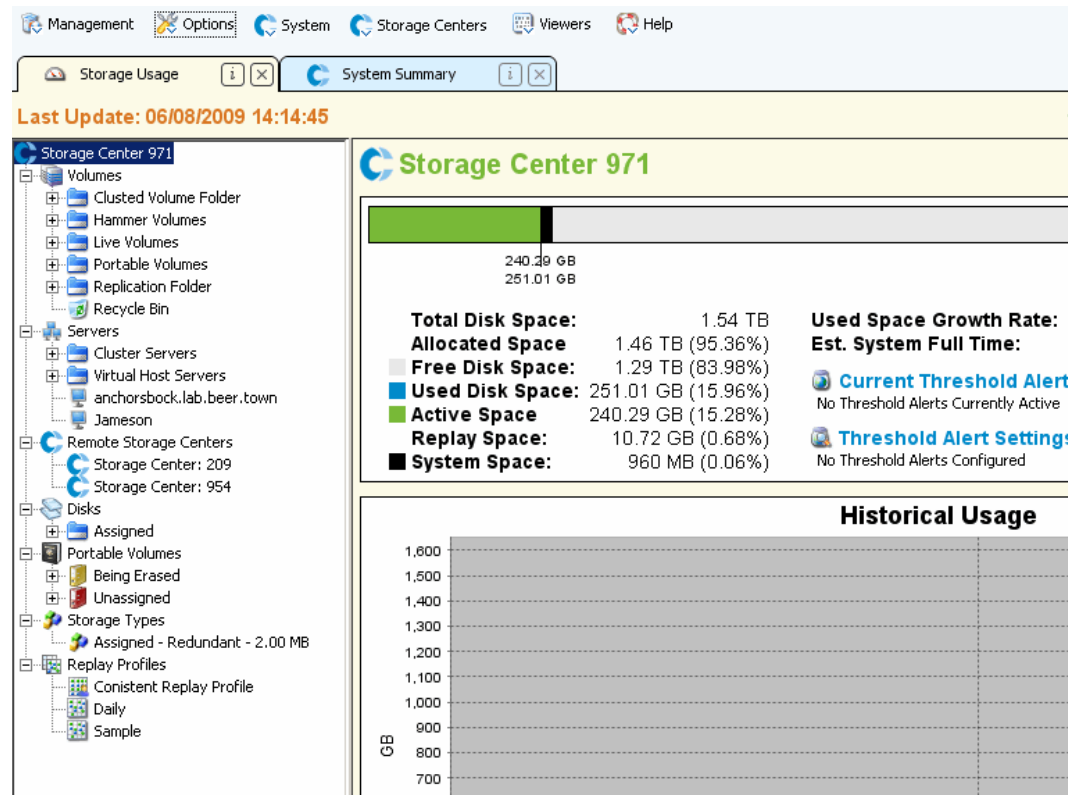 Management Options System Storage Centers Viewers Help
Storage Usage i System Summary i
Last Update: 06/08/2009 14:14:45
Storage Center 971
Volumes
Clusted Volume Folder
Hammer Volumes
Live Volumes
Portable Volumes
Replication Folder
Recycle Bin
Servers
Cluster Servers
Virtual Host Servers
anchorsbock.lab.beer.town
Jameson
Remote Storage Centers
Storage Center: 209
Storage Center: 954
Disks
Assigned
Portable Volumes
Being Erased
Unassigned
Storage Types
Assigned - Redundant - 2.00 MB
Replay Profiles
Conistent Replay Profile
Daily
Sample
Storage Center 971
240.29 GB
251.01 GB
Total Disk Space: 1.54 TB
Allocated Space 1.46 TB (95.36%)
Free Disk Space: 1.29 TB (83.98%)
Used Disk Space: 251.01 GB (15.96%)
Active Space 240.29 GB (15.28%)
Replay Space: 10.72 GB (0.68%)
System Space: 960 MB (0.06%)
Used Space Growth Rate:
Est. System Full Time:
Current Threshold Alert
No Threshold Alerts Currently Active
Threshold Alert Settings
No Threshold Alerts Configured
Historical Usage
1,600
1,500
1,400
1,300
1,200
1,100
1,000
900
800
700
GB